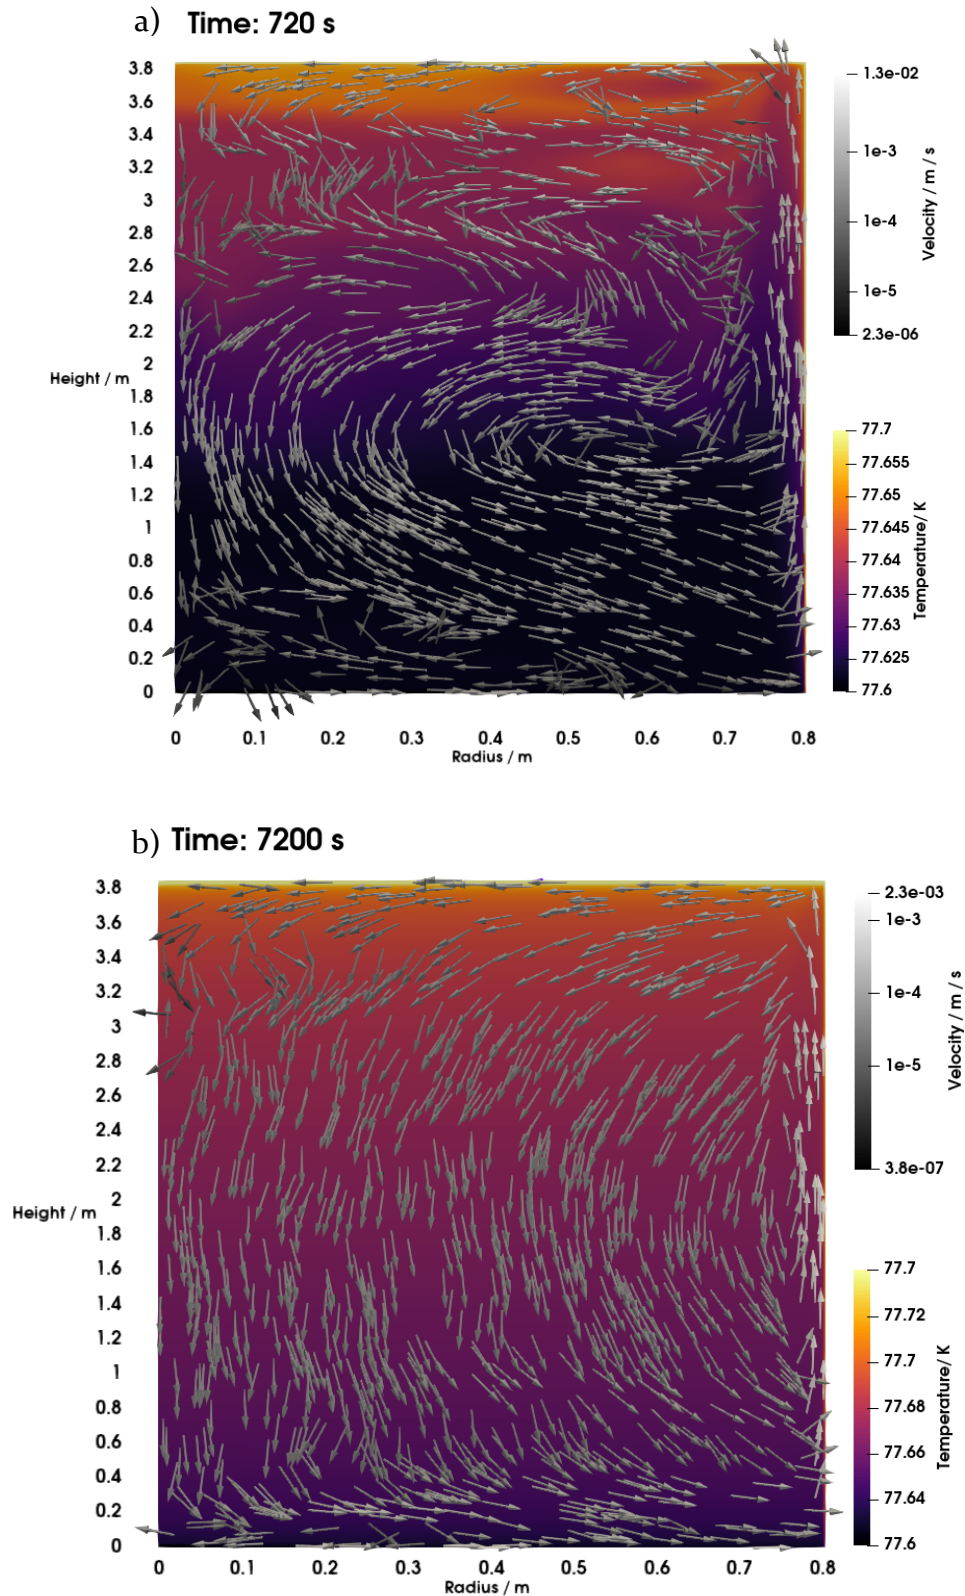 a) Time: 720 s
3.8
3.6
3.4
3.2
3
2.8
2.6
2.4
2.2
2
Height / m
1.8
1.6
1.4
1.2
1
0.8
0.6
0.4
0.2
0
0 0.1 0.2 0.3 0.4 0.5 0.6 0.7 0.8
Radius / m
1.3e-02
1e-3
1e-4
1e-5
2.3e-06
Velocity / m / s
77.7
77.655
77.65
77.645
77.64
77.635
77.63
77.625
77.6
Temperature/ K
b) Time: 7200 s
3.8
3.6
3.4
3.2
3
2.8
2.6
2.4
2.2
2
Height / m
1.8
1.6
1.4
1.2
1
0.8
0.6
0.4
0.2
0
0 0.1 0.2 0.3 0.4 0.5 0.6 0.7 0.8
Radius / m
2.3e-03
1e-3
1e-4
1e-5
3.8e-07
Velocity / m / s
77.7
77.72
77.7
77.68
77.66
77.64
77.6
Temperature/ K